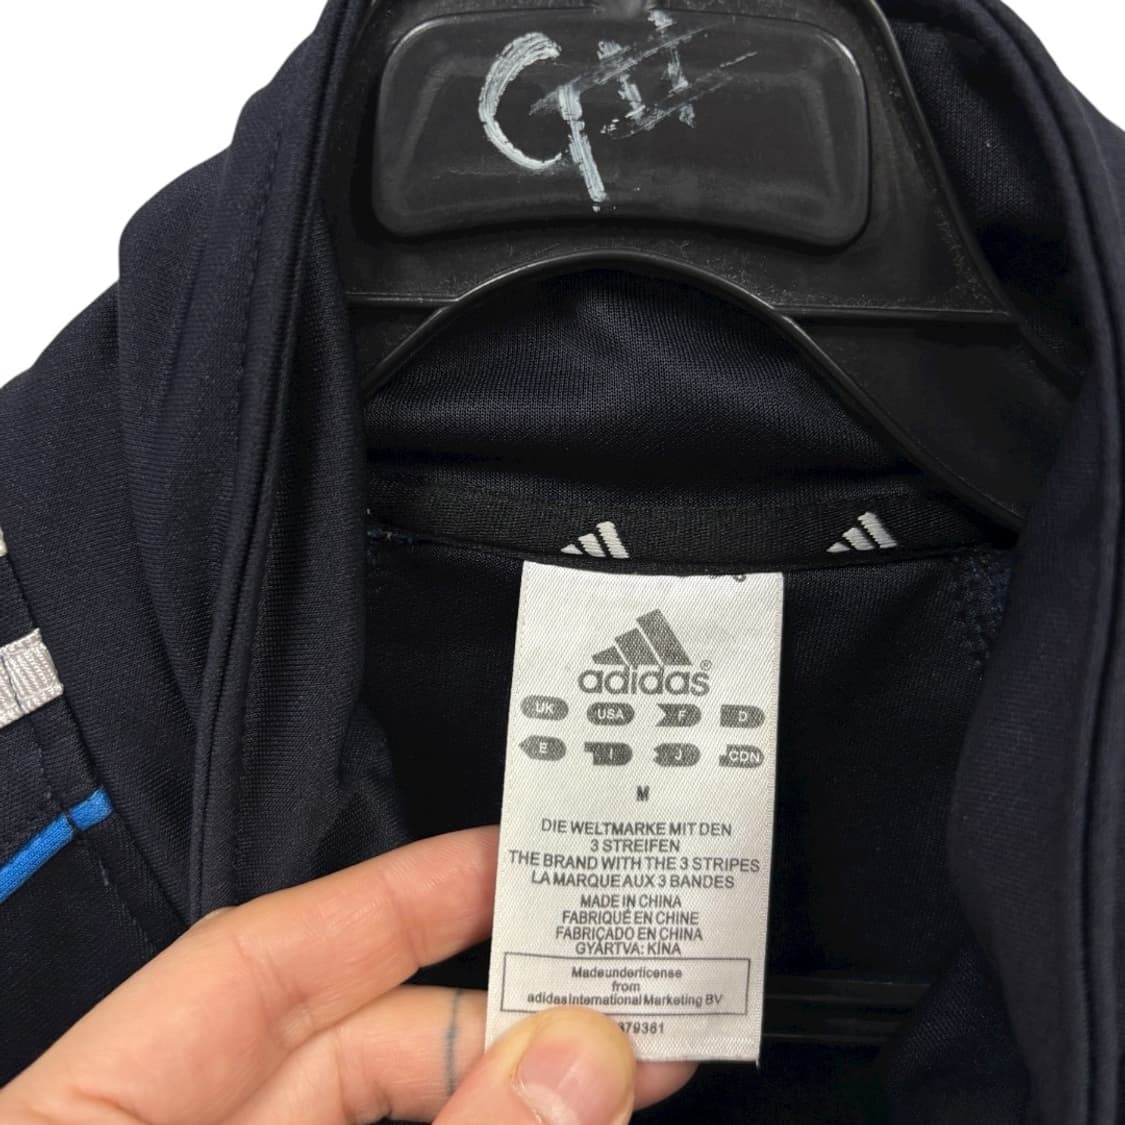 adidas®
UK USA F D
E I J CDN
M
DIE WELTMARKE MIT DEN
3 STREIFEN
THE BRAND WITH THE 3 STRIPES
LA MARQUE AUX 3 BANDES
MADE IN CHINA
FABRIQUÉ EN CHINE
FABRICADO EN CHINA
GYÁRTVA: KÍNA
Madeunderlicense
from
adidas International Marketing BV